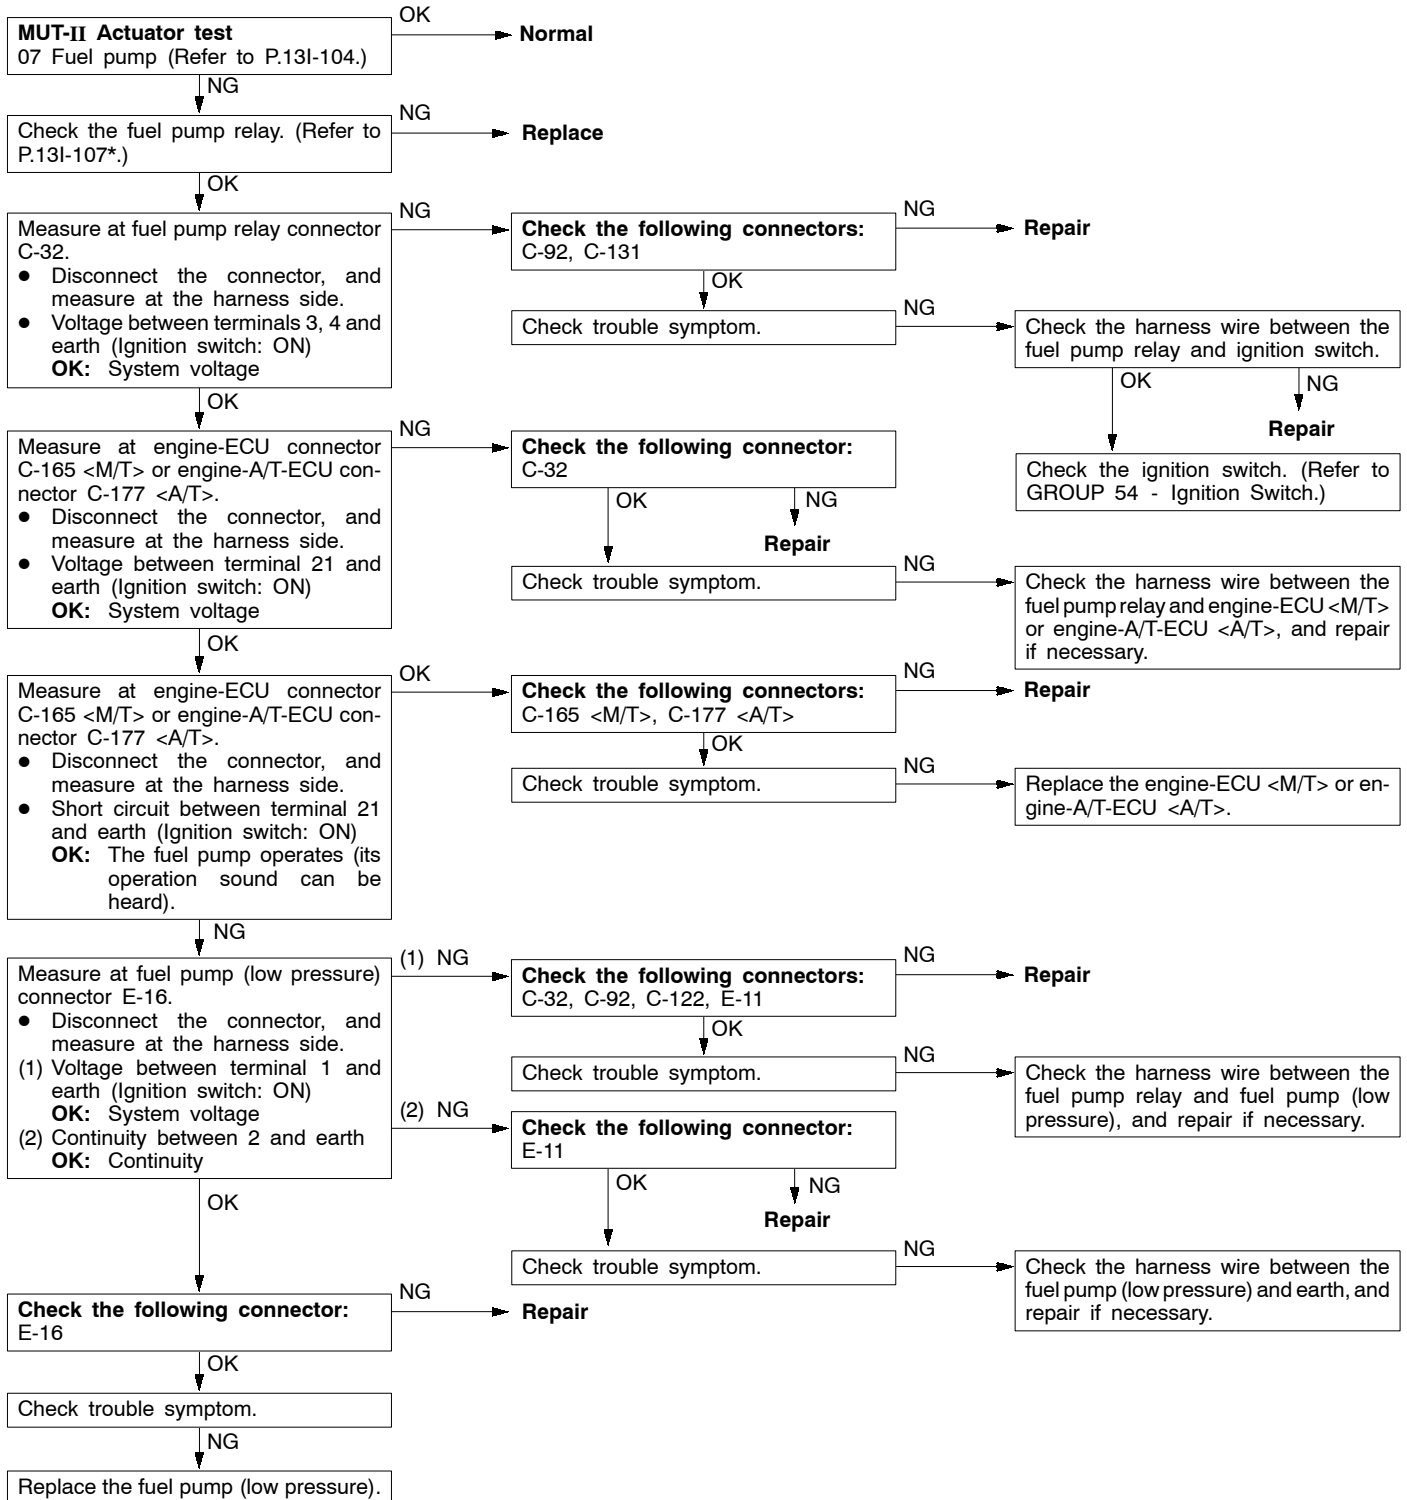 MUT-II Actuator test
07 Fuel pump (Refer to P.13I-104.)
OK
Normal
NG
Check the fuel pump relay. (Refer to
P.13I-107*.)
NG
Replace
OK
Measure at fuel pump relay connector
C-32.
● Disconnect the connector, and
measure at the harness side.
● Voltage between terminals 3, 4 and
earth (Ignition switch: ON)
OK: System voltage
NG
Check the following connectors:
C-92, C-131
NG
Repair
OK
Check trouble symptom.
NG
Check the harness wire between the
fuel pump relay and ignition switch.
OK
NG
Repair
Check the ignition switch. (Refer to
GROUP 54 - Ignition Switch.)
OK
Measure at engine-ECU connector
C-165 <M/T> or engine-A/T-ECU con-
nector C-177 <A/T>.
● Disconnect the connector, and
measure at the harness side.
● Voltage between terminal 21 and
earth (Ignition switch: ON)
OK: System voltage
NG
Check the following connector:
C-32
OK
NG
Repair
Check trouble symptom.
NG
Check the harness wire between the
fuel pump relay and engine-ECU <M/T>
or engine-A/T-ECU <A/T>, and repair
if necessary.
OK
Measure at engine-ECU connector
C-165 <M/T> or engine-A/T-ECU con-
nector C-177 <A/T>.
● Disconnect the connector, and
measure at the harness side.
● Short circuit between terminal 21
and earth (Ignition switch: ON)
OK: The fuel pump operates (its
operation sound can be
heard).
OK
Check the following connectors:
C-165 <M/T>, C-177 <A/T>
NG
Repair
OK
Check trouble symptom.
NG
Replace the engine-ECU <M/T> or en-
gine-A/T-ECU <A/T>.
NG
Measure at fuel pump (low pressure)
connector E-16.
● Disconnect the connector, and
measure at the harness side.
(1) Voltage between terminal 1 and
earth (Ignition switch: ON)
OK: System voltage
(2) Continuity between 2 and earth
OK: Continuity
(1) NG
Check the following connectors:
C-32, C-92, C-122, E-11
NG
Repair
OK
Check trouble symptom.
NG
Check the harness wire between the
fuel pump relay and fuel pump (low
pressure), and repair if necessary.
(2) NG
Check the following connector:
E-11
OK
NG
Repair
Check trouble symptom.
NG
Check the harness wire between the
fuel pump (low pressure) and earth, and
repair if necessary.
OK
Check the following connector:
E-16
NG
Repair
OK
Check trouble symptom.
NG
Replace the fuel pump (low pressure).